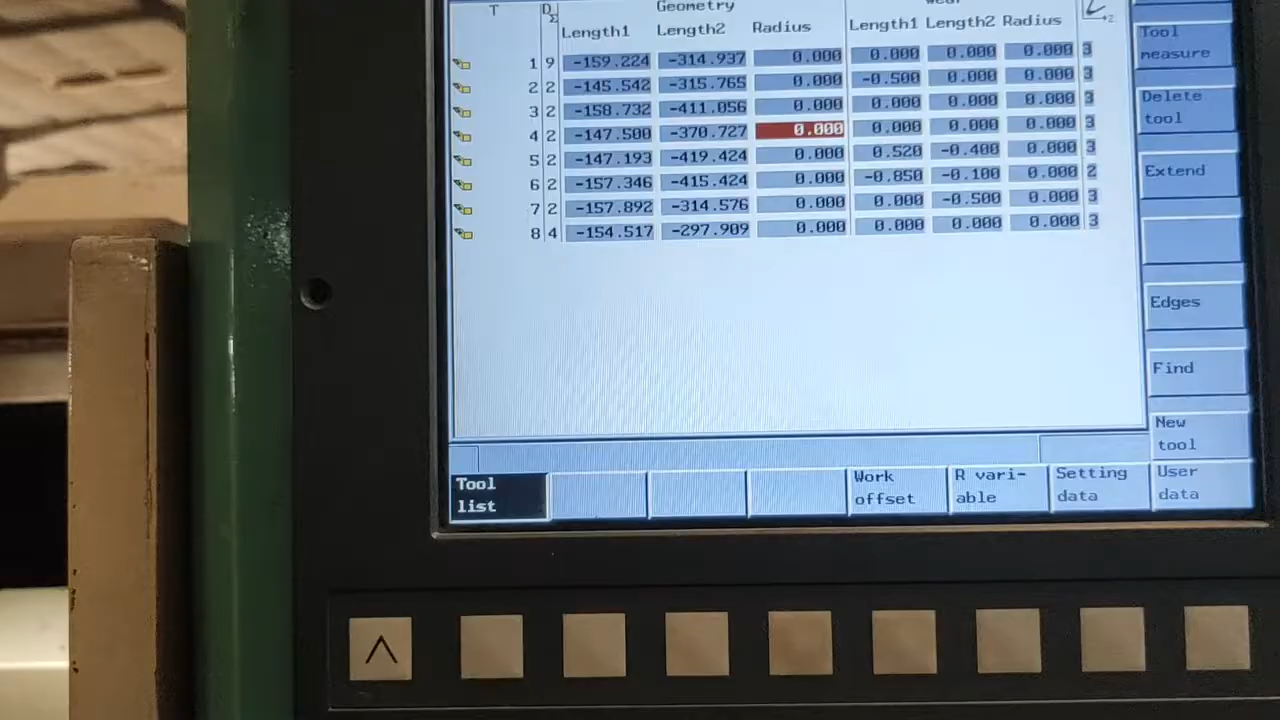 T D Geometry
Length1 Length2 Radius Length1 Length2 Radius
1 9 -159.224 -314.937 0.000 0.000 0.000 0.000 3
2 2 -145.542 -315.765 0.000 -0.500 0.000 0.000 3
3 2 -158.732 -411.056 0.000 0.000 0.000 0.000 3
4 2 -147.500 -370.727 0.000 0.000 0.000 0.000 3
5 2 -147.193 -419.424 0.000 0.520 -0.400 0.000 3
6 2 -157.346 -415.424 0.000 -0.850 -0.100 0.000 2
7 2 -157.892 -314.576 0.000 0.000 -0.500 0.000 3
8 4 -154.517 -297.909 0.000 0.000 0.000 0.000 3
Tool
measure
Delete
tool
Extend
Edges
Find
New
tool
Tool
list
Work
offset
R vari-
able
Setting
data
User
data